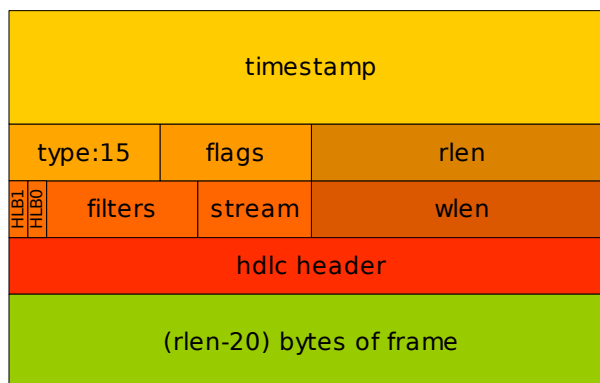 timestamp
type:15 flags rlen
HLB1 HLB0 filters stream wlen
hdlc header
(rlen-20) bytes of frame